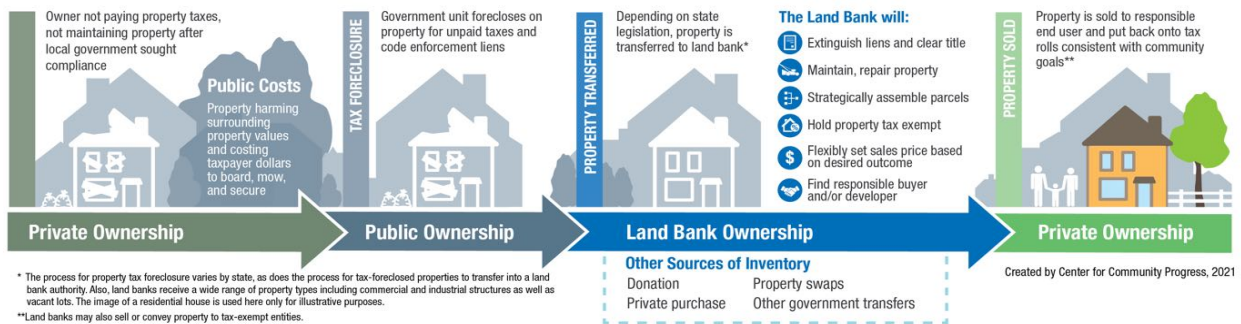 Owner not paying property taxes,
not maintaining property after
local government sought
compliance
Public Costs
Property harming
surrounding
property values
and costing
taxpayer dollars
to board, mow,
and secure
Private Ownership
TAX FORECLOSURE
Government unit forecloses on
property for unpaid taxes and
code enforcement liens
Public Ownership
PROPERTY TRANSFERRED
Depending on state
legislation, property is
transferred to land bank*
The Land Bank will:
Extinguish liens and clear title
Maintain, repair property
Strategically assemble parcels
Hold property tax exempt
$
Flexibly set sales price based
on desired outcome
Find responsible buyer
and/or developer
Land Bank Ownership
Other Sources of Inventory
Donation
Private purchase
Property swaps
Other government transfers
PROPERTY SOLD
Property is sold to responsible
end user and put back onto tax
rolls consistent with community
goals**
Private Ownership
* The process for property tax foreclosure varies by state, as does the process for tax-foreclosed properties to transfer into a land
bank authority. Also, land banks receive a wide range of property types including commercial and industrial structures as well as
vacant lots. The image of a residential house is used here only for illustrative purposes.
**Land banks may also sell or convey property to tax-exempt entities.
Created by Center for Community Progress, 2021